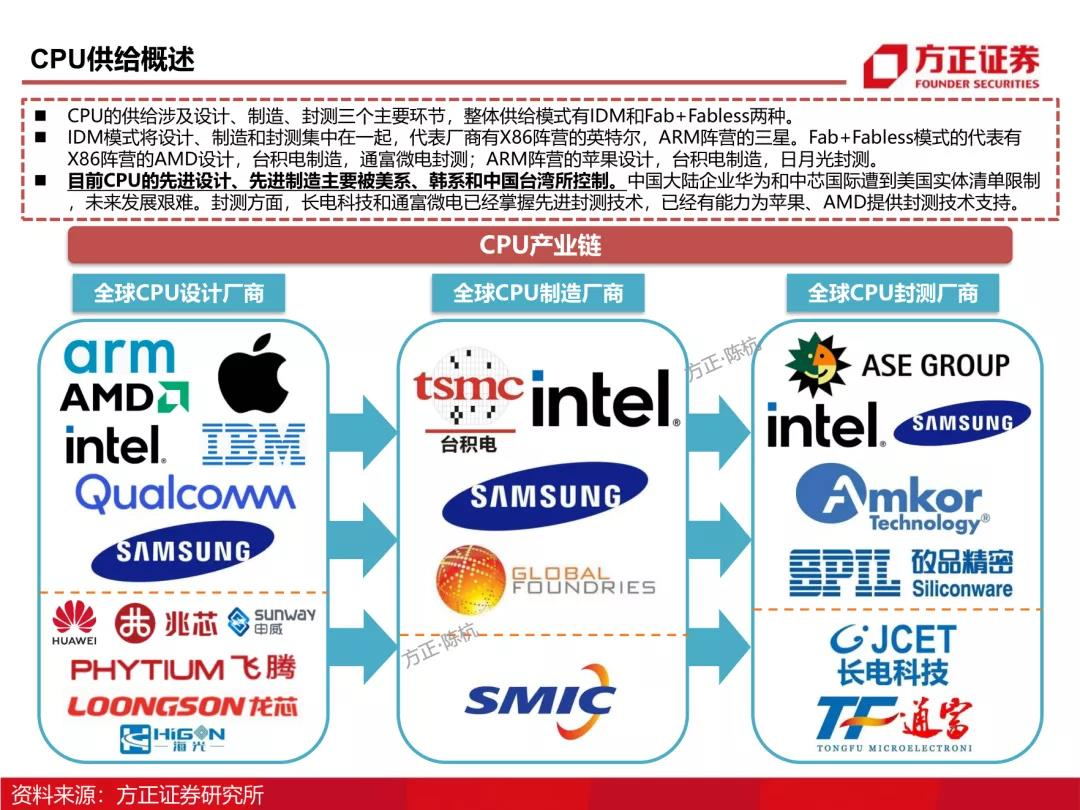 CPU供给概述
方正证券
FOUNDER SECURITIES
■ CPU的供给涉及设计、制造、封测三个主要环节，整体供给模式有IDM和Fab+Fabless两种。
■ IDM模式将设计、制造和封测集中在一起，代表厂商有X86阵营的英特尔，ARM阵营的三星。Fab+Fabless模式的代表有
X86阵营的AMD设计，台积电制造，通富微电封测；ARM阵营的苹果设计，台积电制造，日月光封测。
■ 目前CPU的先进设计、先进制造主要被美系、韩系和中国台湾所控制。中国大陆企业华为和中芯国际遭到美国实体清单限制
，未来发展艰难。封测方面，长电科技和通富微电已经掌握先进封测技术，已经有能力为苹果、AMD提供封测技术支持。
CPU产业链
全球CPU设计厂商
arm
AMD
intel.
IBM
Qualcomm
SAMSUNG
HUAWEI
兆芯
SUNWAY
申威
PHYTIUM飞腾
LOONGSON龙芯
HiGON
海光
全球CPU制造厂商
tsmc
台积电
intel®
SAMSUNG
GLOBAL
FOUNDRIES
SMIC
全球CPU封测厂商
ASE GROUP
intel®
SAMSUNG
Amkor
Technology®
SPIL 矽品精密
Siliconware
JCET
长电科技
TF通富
TONGFU MICROELECTRONI
方正·陈杭
方正·陈杭
资料来源：方正证券研究所